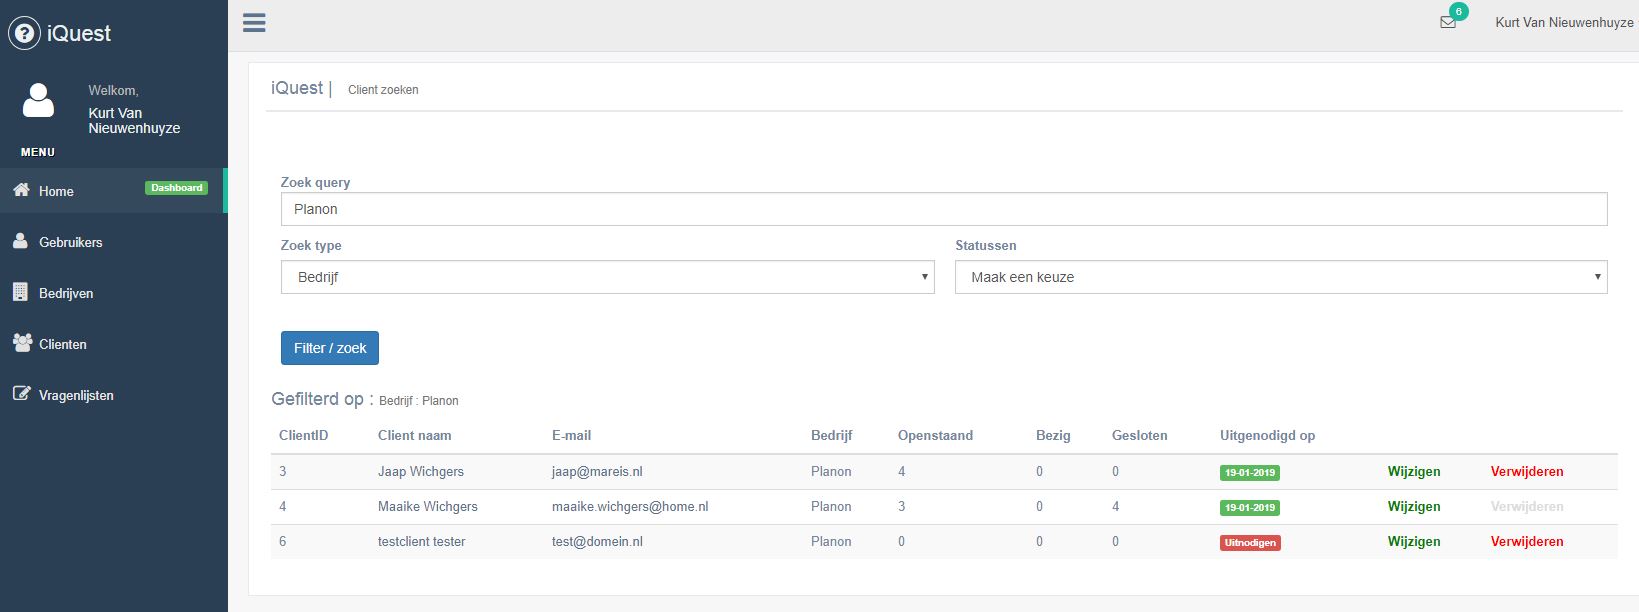 iQuest
6
Kurt Van Nieuwenhuyze
Welkom,
Kurt Van
Nieuwenhuyze
MENU
Home Dashboard
Gebruikers
Bedrijven
Clienten
Vragenlijsten
iQuest | Client zoeken
Zoek query
Planon
Zoek type Statussen
Bedrijf Maak een keuze
Filter / zoek
Gefilterd op : Bedrijf : Planon
ClientID Client naam E-mail Bedrijf Openstaand Bezig Gesloten Uitgenodigd op
3 Jaap Wichgers jaap@mareis.nl Planon 4 0 0 19-01-2019 Wijzigen Verwijderen
4 Maaike Wichgers maaike.wichgers@home.nl Planon 3 0 4 19-01-2019 Wijzigen Verwijderen
6 testclient tester test@domein.nl Planon 0 0 0 Uitnodigen Wijzigen Verwijderen